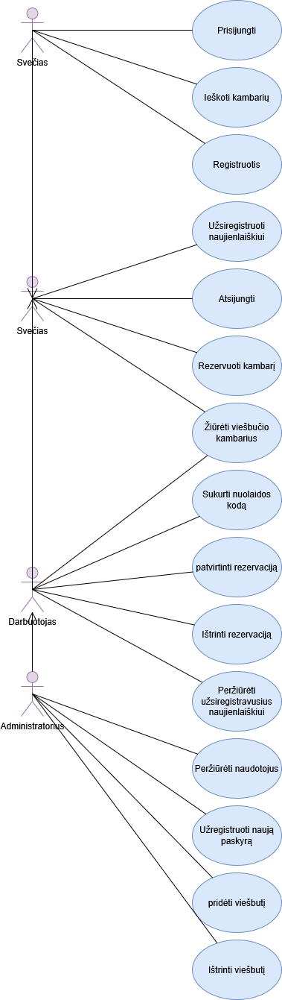 Prisijungti
Svečias
Ieškoti kambarių
Registruotis
Užsiregistruoti
naujienlaiškiui
Atsijungti
Svečias
Rezervuoti kambarį
Žiūrėti viešbučio
kambarius
Sukurti nuolaidos
kodą
patvirtinti rezervaciją
Darbuotojas
Ištrinti rezervaciją
Peržiūrėti
užsiregistravusius
naujienlaiškiui
Administratorius
Peržiūrėti naudotojus
Užregistruoti naują
paskyrą
pridėti viešbutį
Ištrinti viešbutį